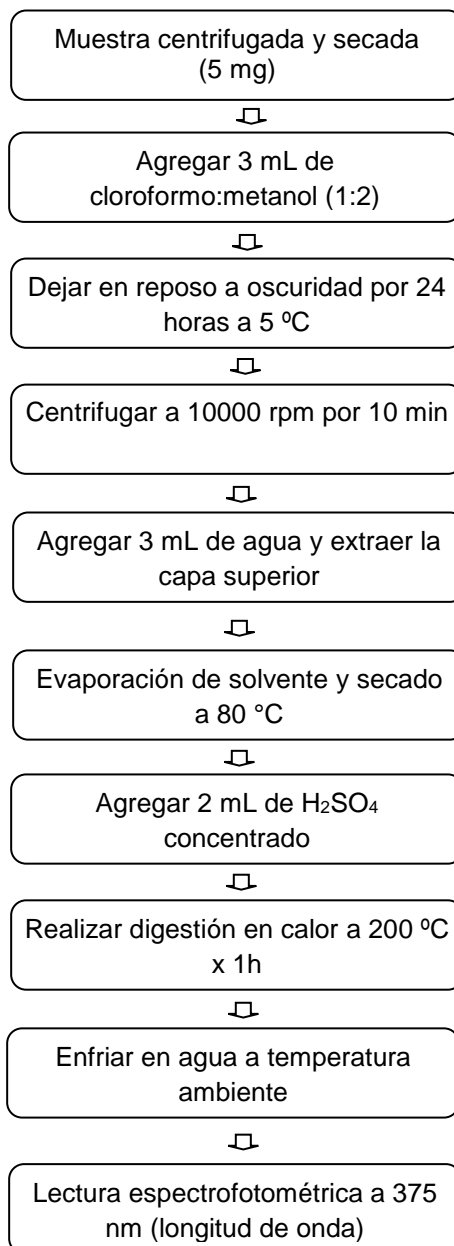 Muestra centrifugada y secada
(5 mg)
Agregar 3 mL de
cloroformo:metanol (1:2)
Dejar en reposo a oscuridad por 24
horas a 5 ºC
Centrifugar a 10000 rpm por 10 min
Agregar 3 mL de agua y extraer la
capa superior
Evaporación de solvente y secado
a 80 °C
Agregar 2 mL de H₂SO₄
concentrado
Realizar digestión en calor a 200 ºC
x 1h
Enfriar en agua a temperatura
ambiente
Lectura espectrofotométrica a 375
nm (longitud de onda)